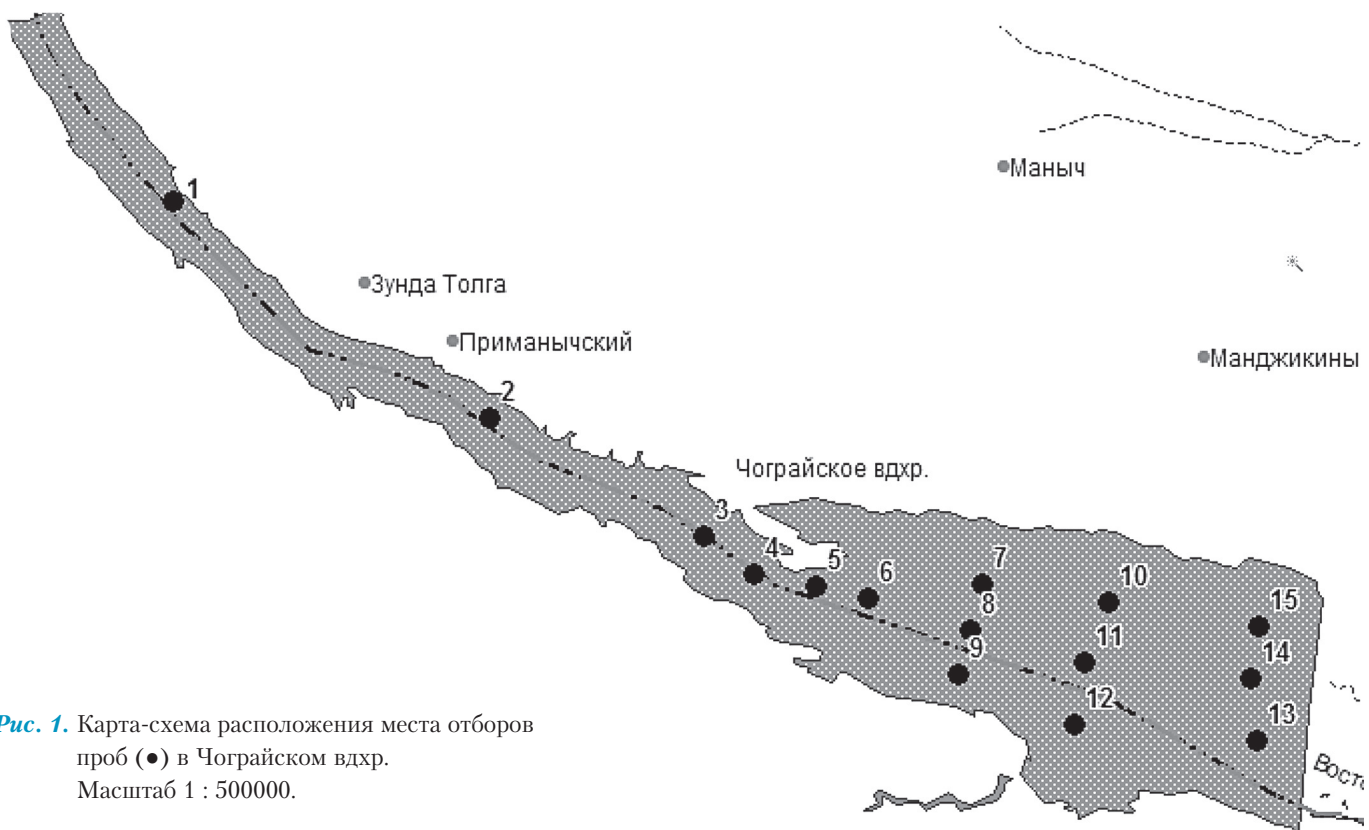 1
Маныч
Зунда Толга
Приманычский
Манджикины
2
Чограйское вдхр.
3
4
5
6
7
8
9
10
11
12
15
14
13
Рис. 1. Карта-схема расположения места отборов
проб (●) в Чограйском вдхр.
Масштаб 1 : 500000.
Восто